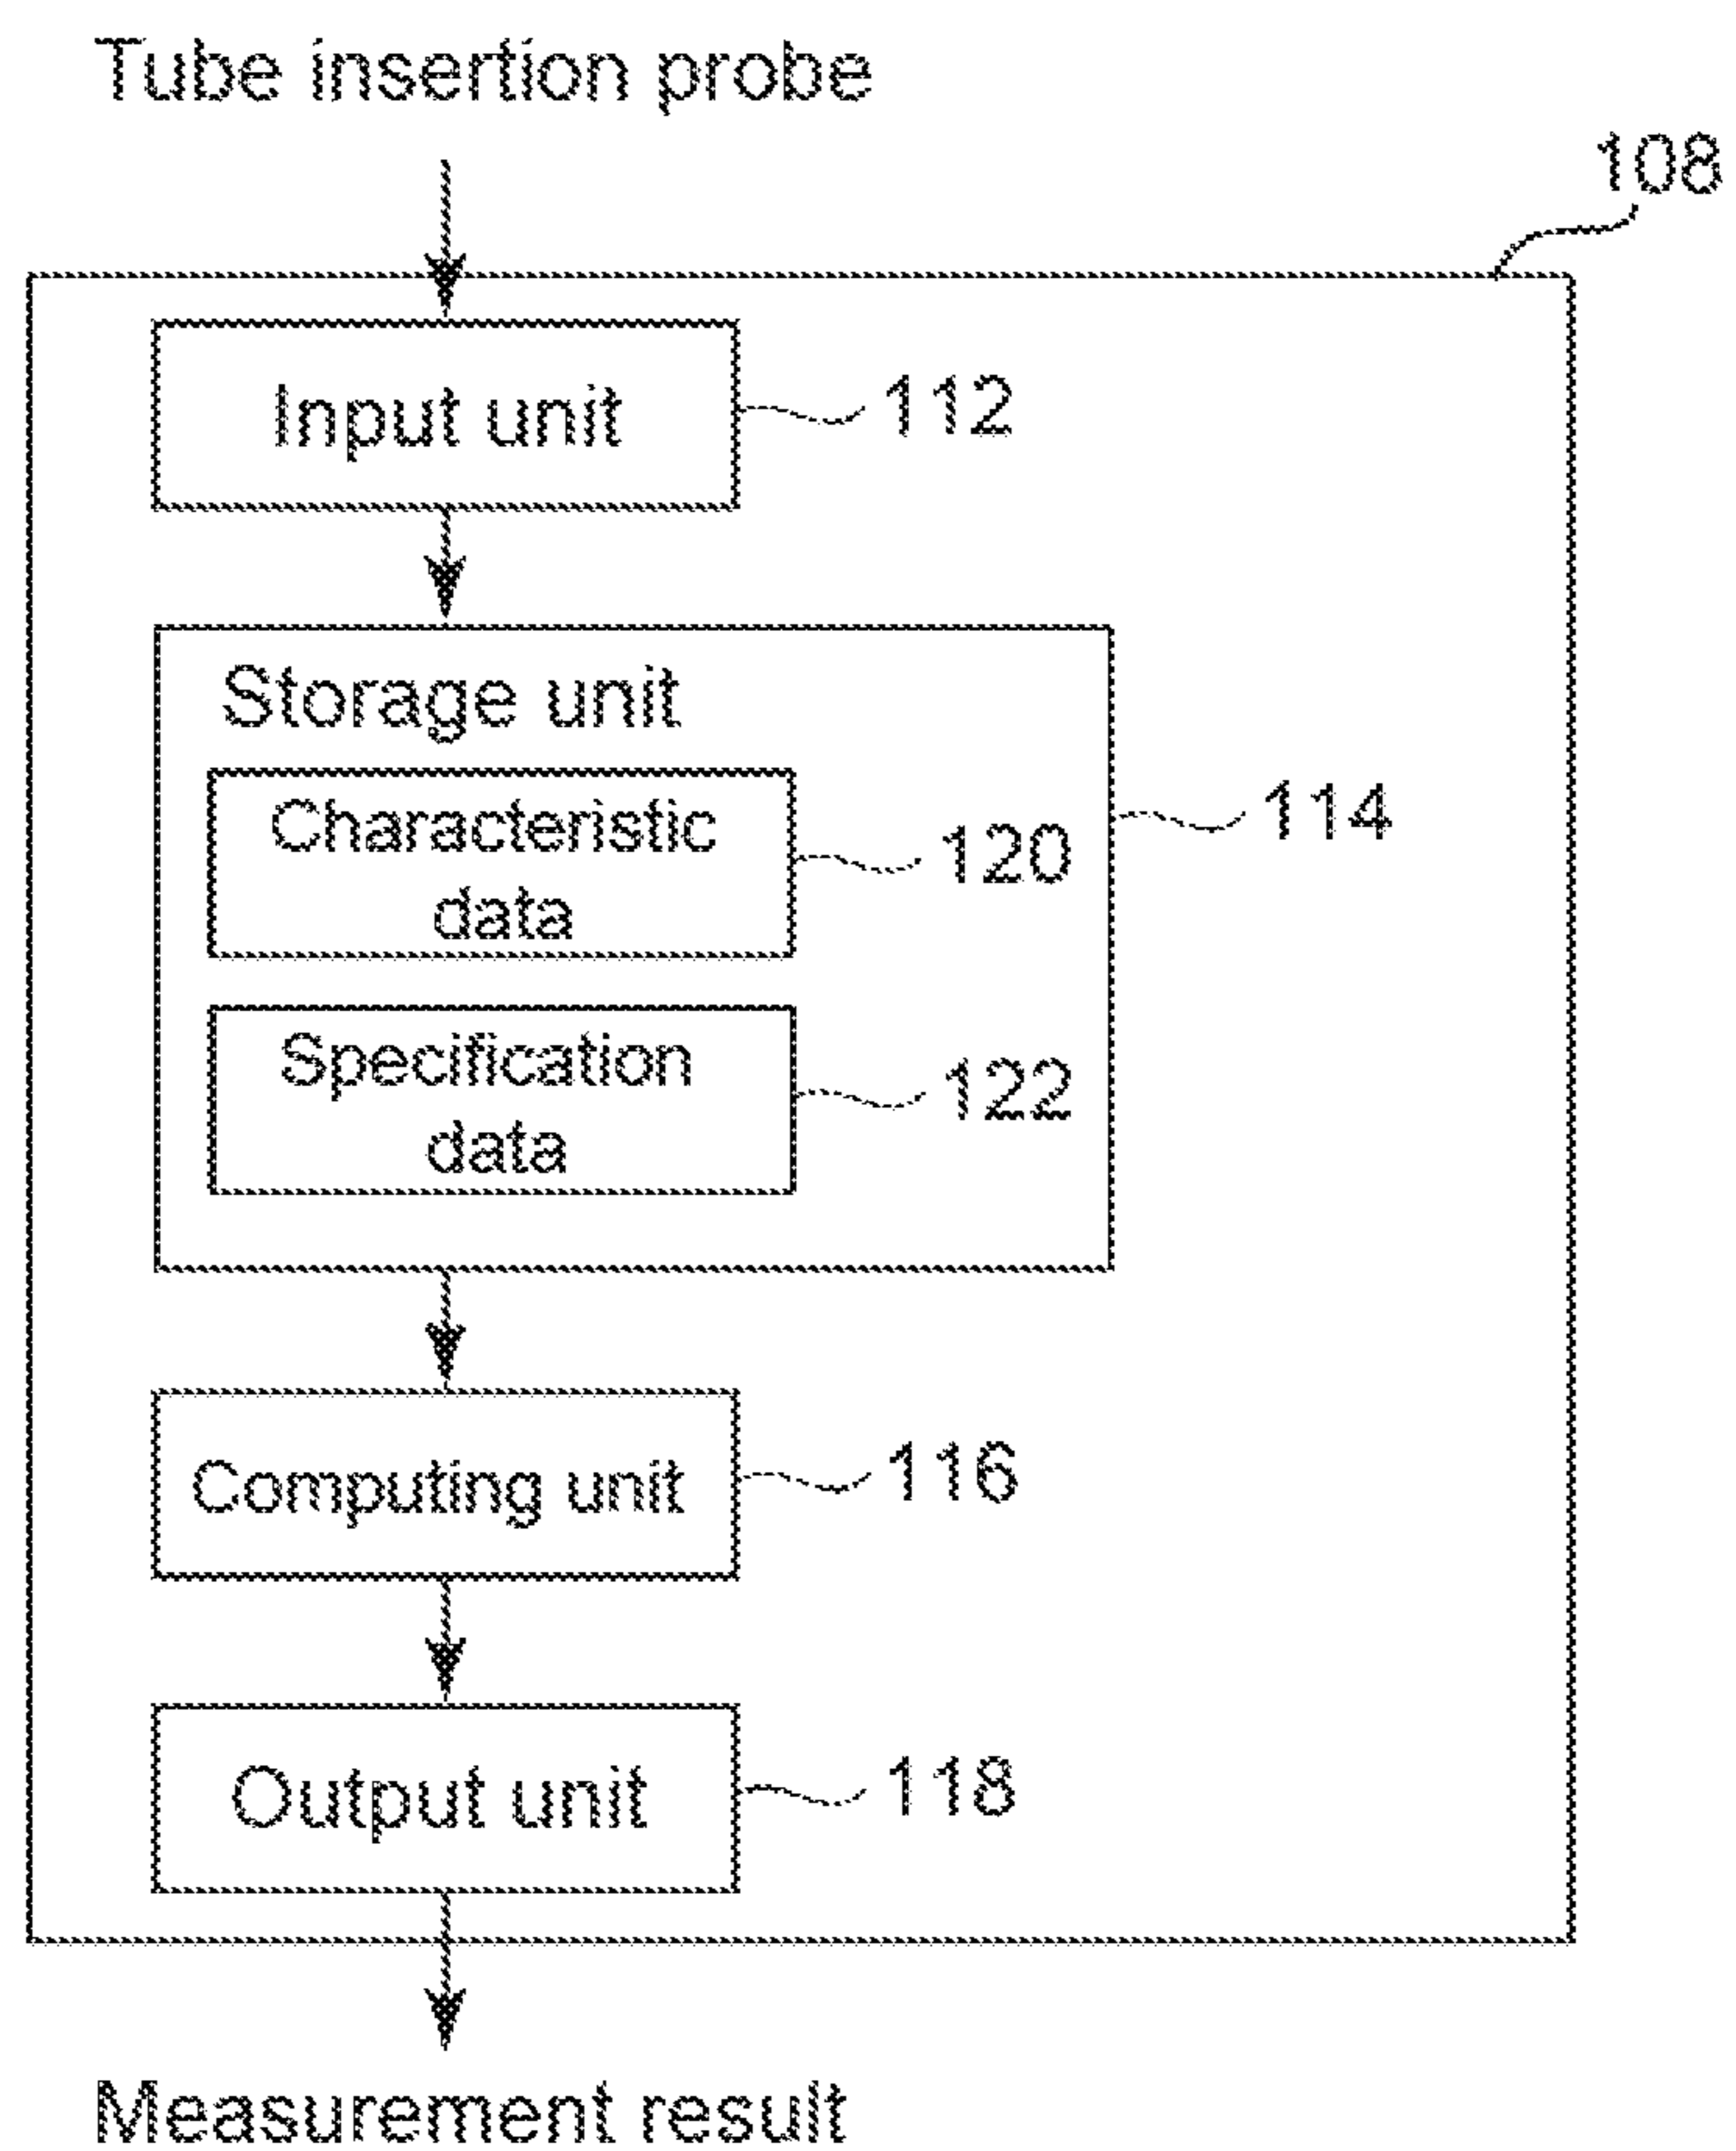 Tube insertion probe
108
Input unit
112
Storage unit
114
Characteristic
data
120
Specification
data
122
Computing unit
116
Output unit
118
Measurement result